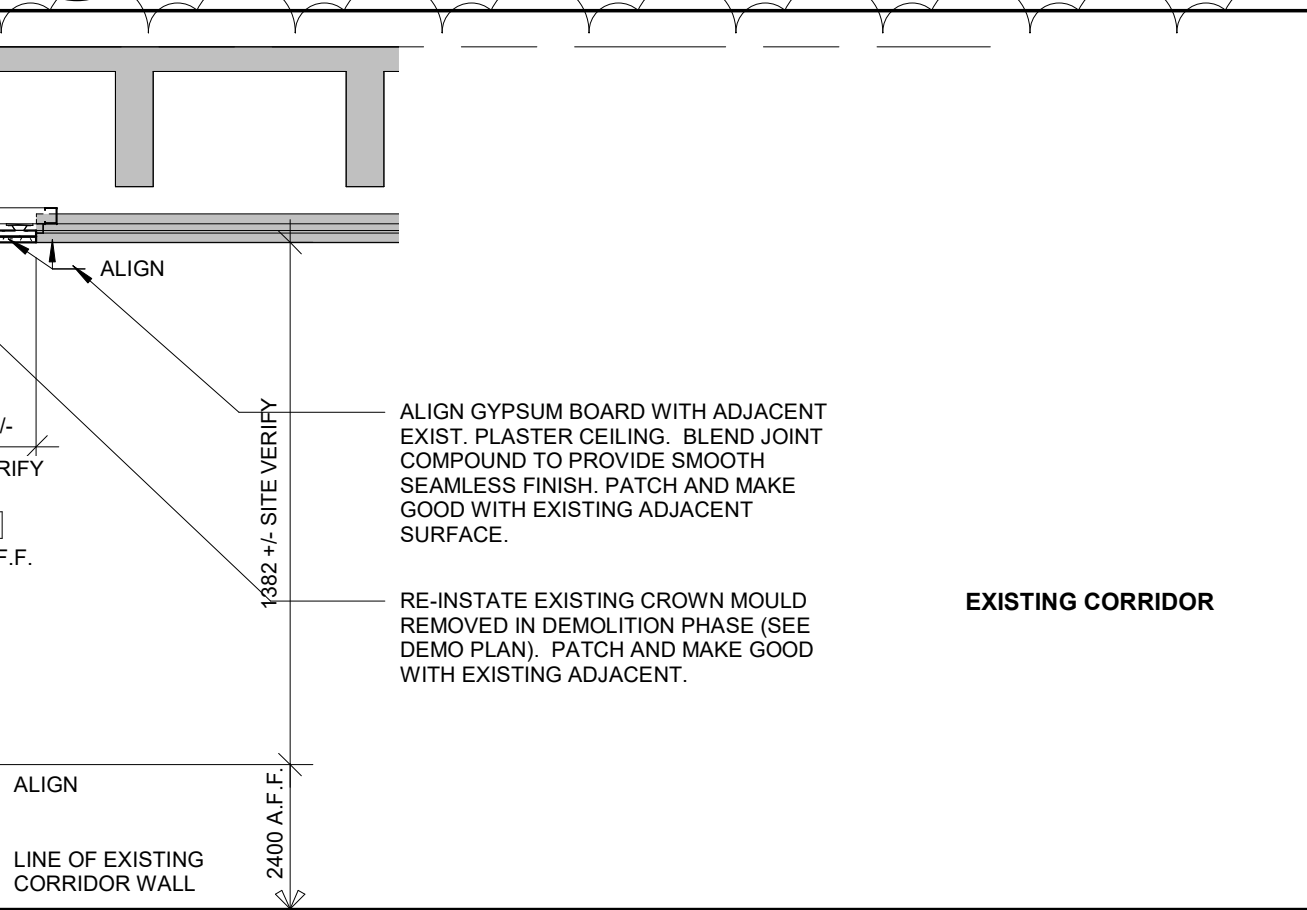 ALIGN
ALIGN GYPSUM BOARD WITH ADJACENT
EXIST. PLASTER CEILING. BLEND JOINT
COMPOUND TO PROVIDE SMOOTH
SEAMLESS FINISH. PATCH AND MAKE
GOOD WITH EXISTING ADJACENT
SURFACE.
1382 +/- SITE VERIFY
/-
RIFY
F.F.
RE-INSTATE EXISTING CROWN MOULD
REMOVED IN DEMOLITION PHASE (SEE
DEMO PLAN). PATCH AND MAKE GOOD
WITH EXISTING ADJACENT.
EXISTING CORRIDOR
ALIGN
2400 A.F.F.
LINE OF EXISTING
CORRIDOR WALL